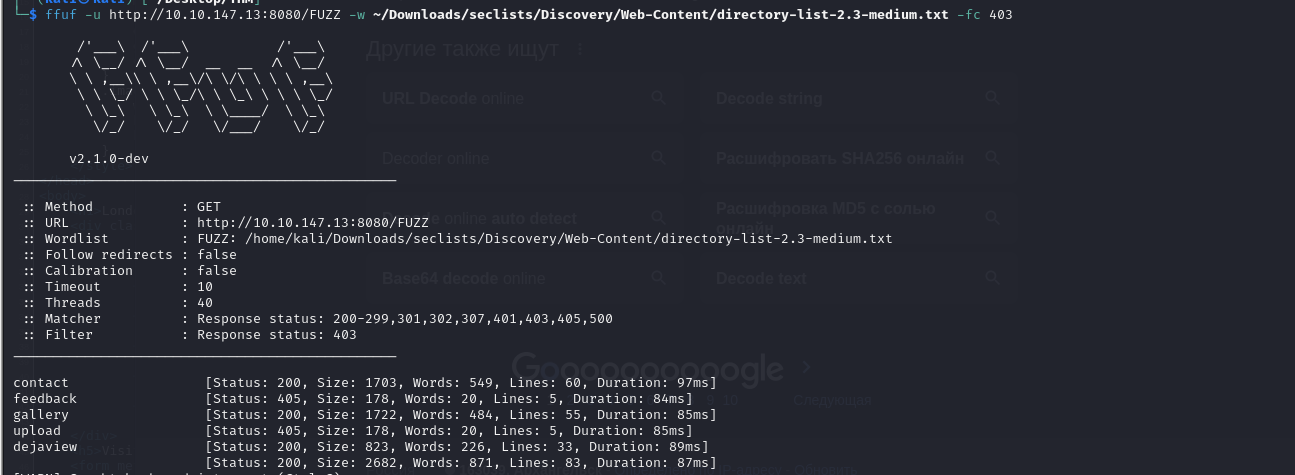 (kali㉿kali)-[~/Desktop/THM]
└─$ ffuf -u http://10.10.147.13:8080/FUZZ -w ~/Downloads/seclists/Discovery/Web-Content/directory-list-2.3-medium.txt -fc 403
Другие также ищут
URL Decode online
Decode string
Decoder online
Расшифровать SHA256 онлайн
online auto detect
Расшифровка MD5 с солью онлайн
Base64 decode online
Decode text
v2.1.0-dev
:: Method : GET
:: URL : http://10.10.147.13:8080/FUZZ
:: Wordlist : FUZZ: /home/kali/Downloads/seclists/Discovery/Web-Content/directory-list-2.3-medium.txt
:: Follow redirects : false
:: Calibration : false
:: Timeout : 10
:: Threads : 40
:: Matcher : Response status: 200-299,301,302,307,401,403,405,500
:: Filter : Response status: 403
Gooooooooogle
contact [Status: 200, Size: 1703, Words: 549, Lines: 60, Duration: 97ms]
feedback [Status: 405, Size: 178, Words: 20, Lines: 5, Duration: 84ms]
9 10 Следующая
gallery [Status: 200, Size: 1722, Words: 484, Lines: 55, Duration: 85ms]
upload [Status: 405, Size: 178, Words: 20, Lines: 5, Duration: 85ms]
dejaview [Status: 200, Size: 823, Words: 226, Lines: 33, Duration: 89ms]
[Status: 200, Size: 2682, Words: 871, Lines: 83, Duration: 87ms]